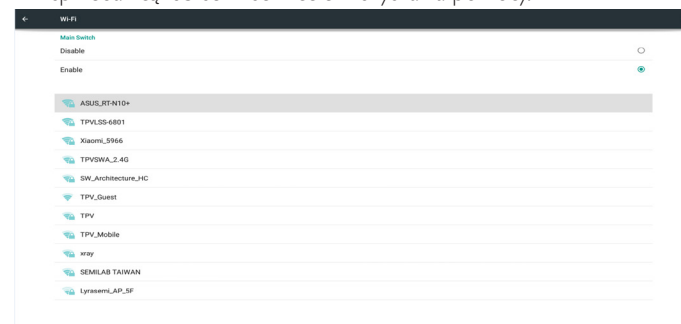 Wi-Fi
Main Switch
Disable
Enable
ASUS_RT-N10+
TPVLSS-6801
Xiaomi_5966
TPVSWA_2.4G
SW_Architecture_HC
TPV_Guest
TPV
TPV_Mobile
xray
SEMILAB TAIWAN
Lyrasemi_AP_5F